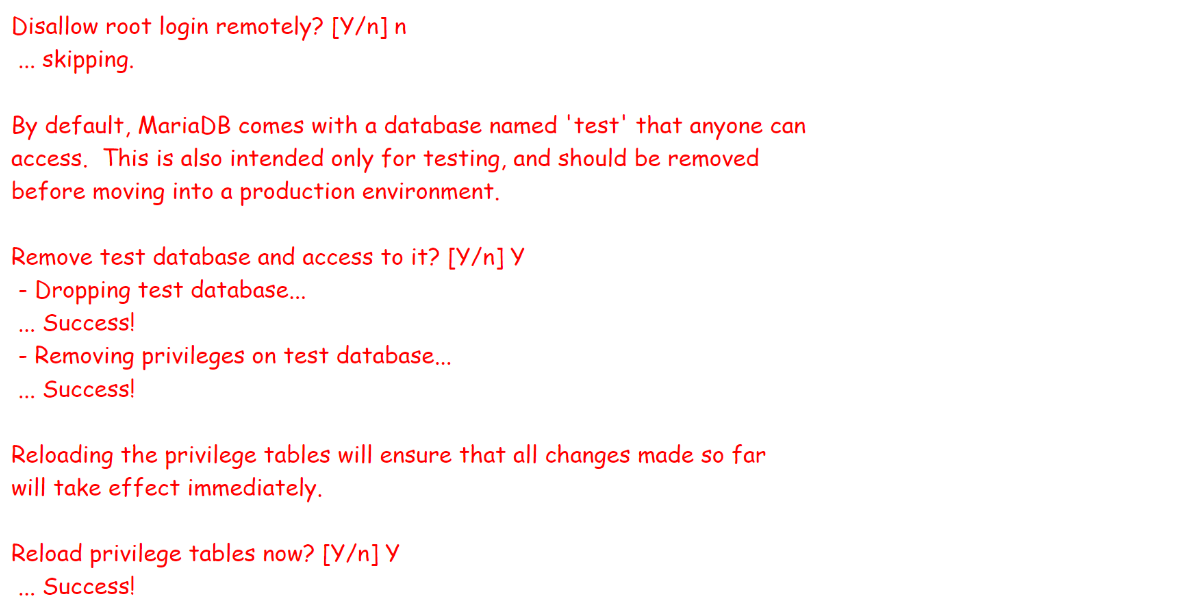 Disallow root login remotely? [Y/n] n
... skipping.
By default, MariaDB comes with a database named 'test' that anyone can
access.  This is also intended only for testing, and should be removed
before moving into a production environment.
Remove test database and access to it? [Y/n] Y
- Dropping test database...
... Success!
- Removing privileges on test database...
... Success!
Reloading the privilege tables will ensure that all changes made so far
will take effect immediately.
Reload privilege tables now? [Y/n] Y
... Success!